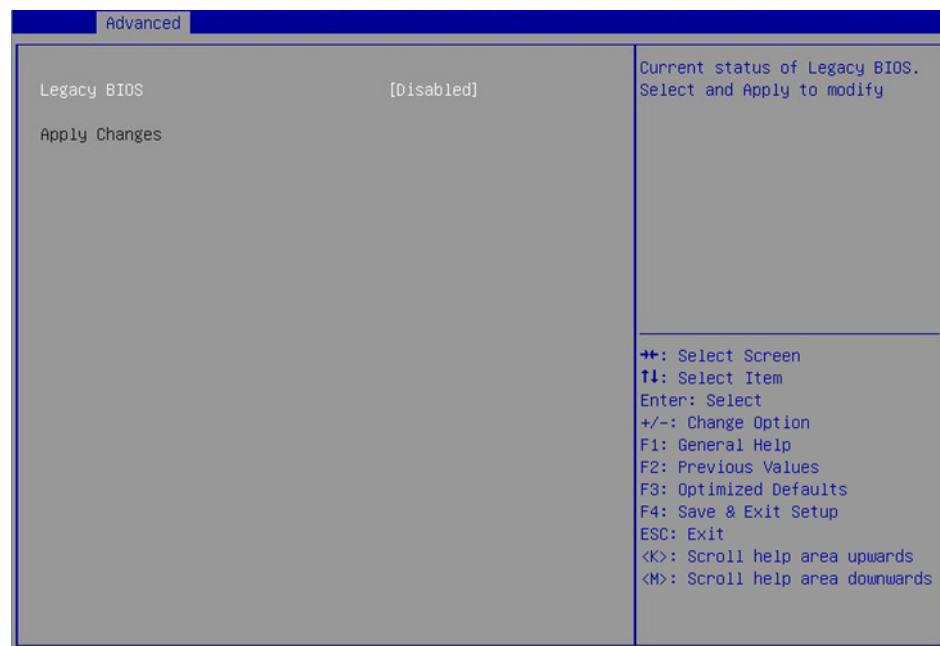 Advanced
Legacy BIOS [Disabled]
Apply Changes
Current status of Legacy BIOS.
Select and Apply to modify
→←: Select Screen
↑↓: Select Item
Enter: Select
+/-: Change Option
F1: General Help
F2: Previous Values
F3: Optimized Defaults
F4: Save & Exit Setup
ESC: Exit
<K>: Scroll help area upwards
<M>: Scroll help area downwards